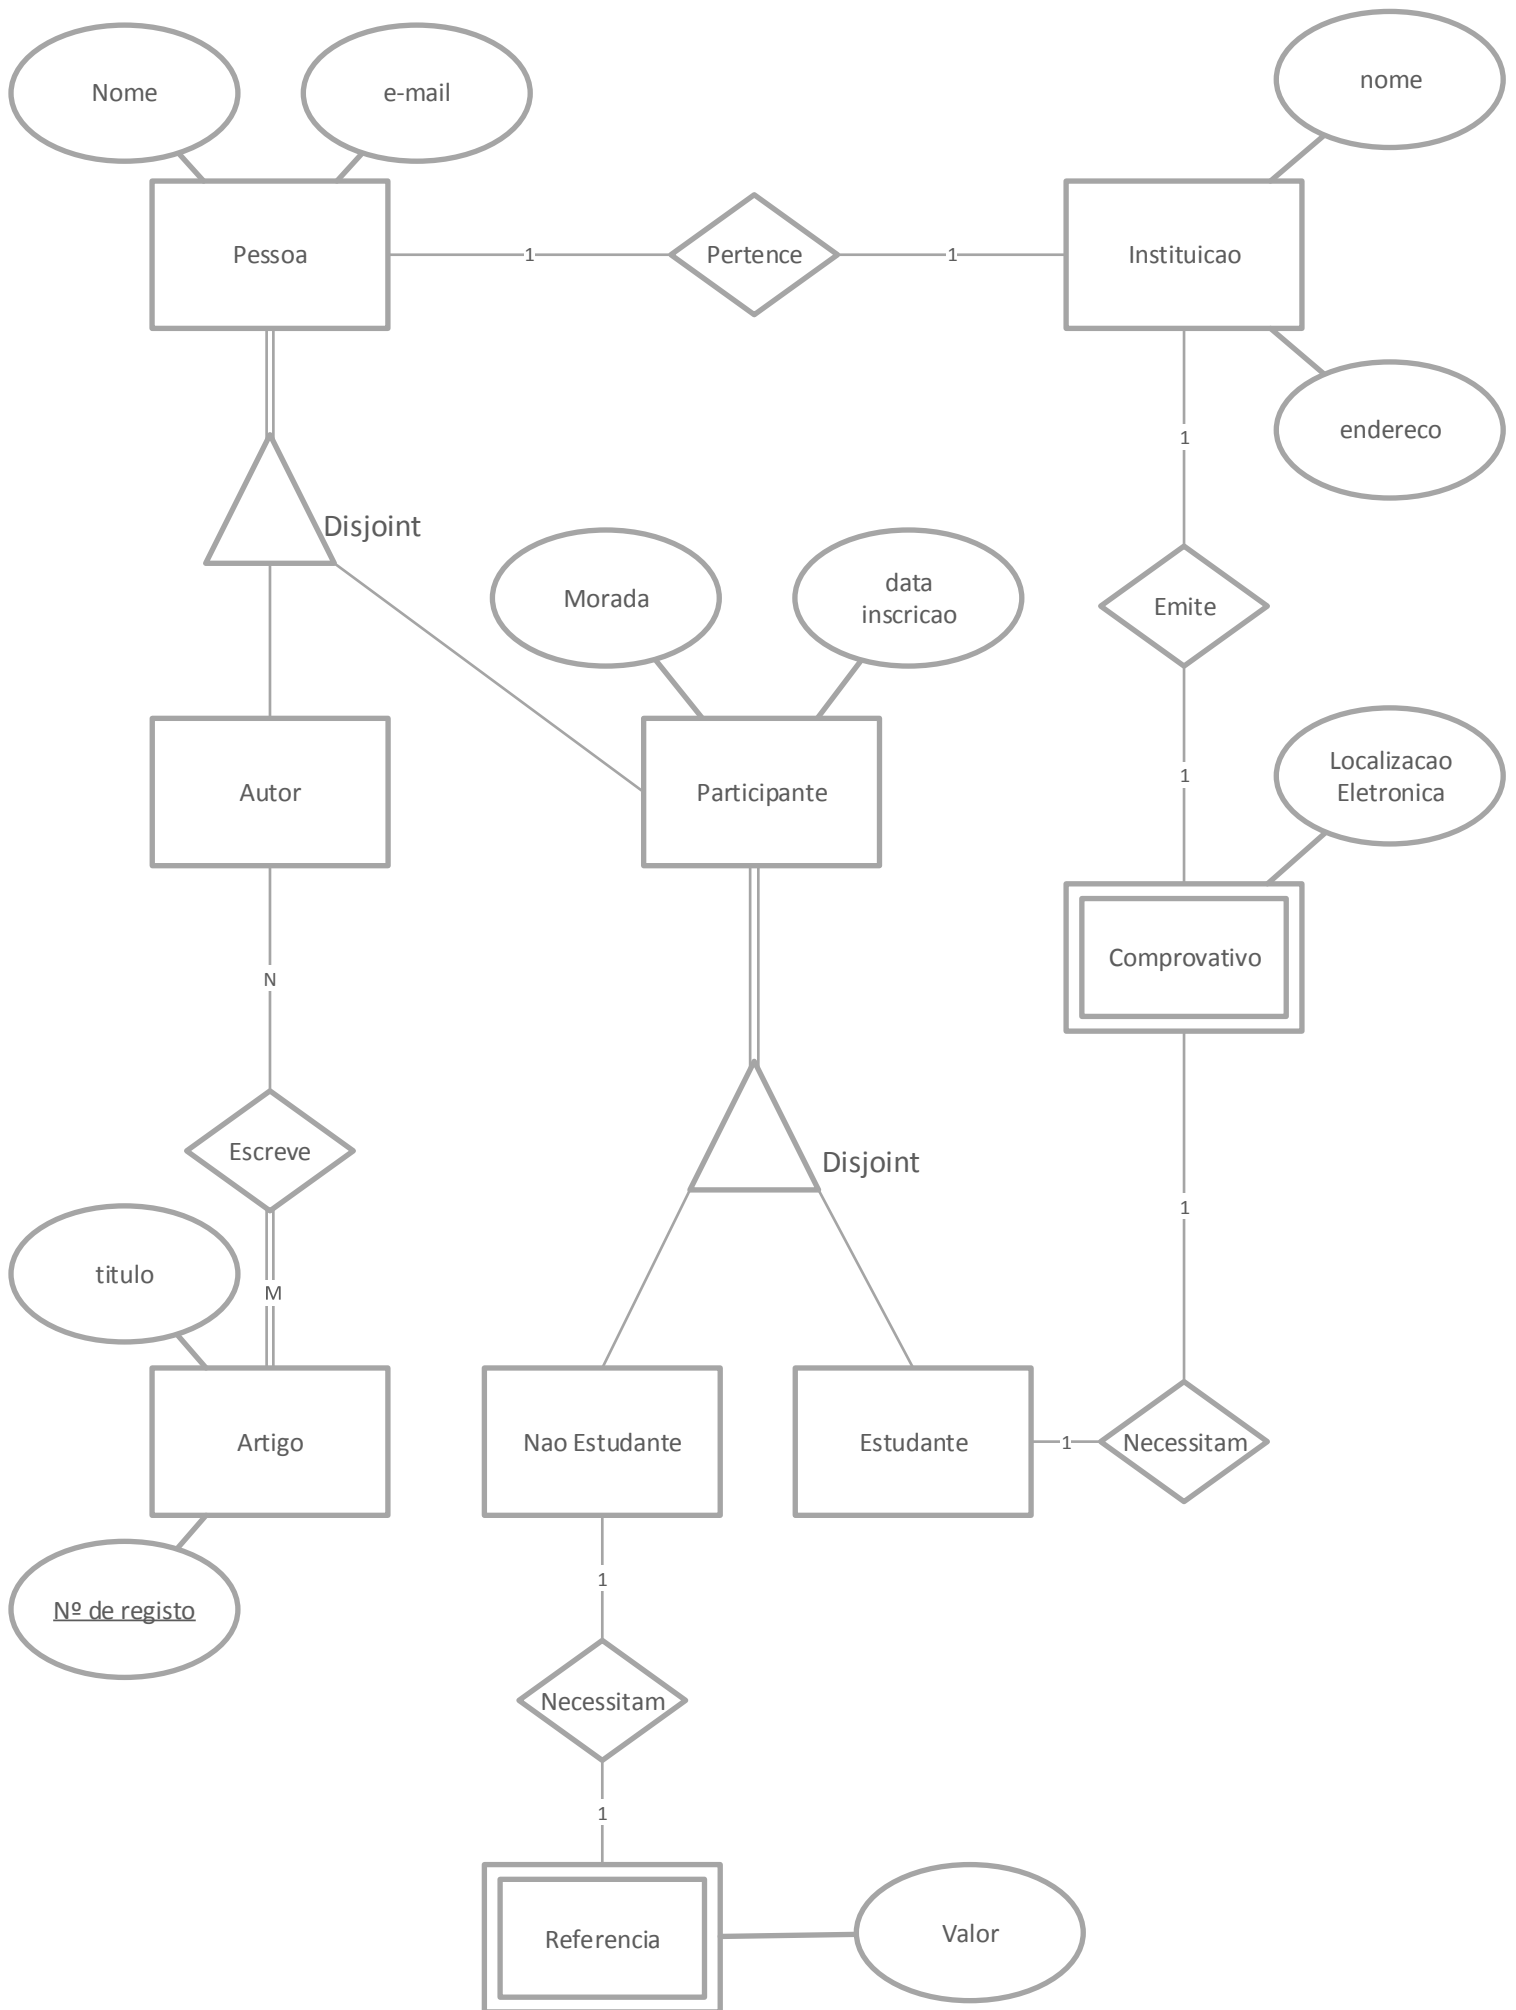 Nome
e-mail
nome
Pessoa
1
Pertence
1
Instituicao
endereco
1
Disjoint
Morada
data
inscricao
Emite
Localizacao
Eletronica
1
Autor
Participante
Comprovativo
N
Escreve
Disjoint
1
titulo
M
Artigo
Nao Estudante
Estudante
1
Necessitam
1
Nº de registo
Necessitam
1
Referencia
Valor